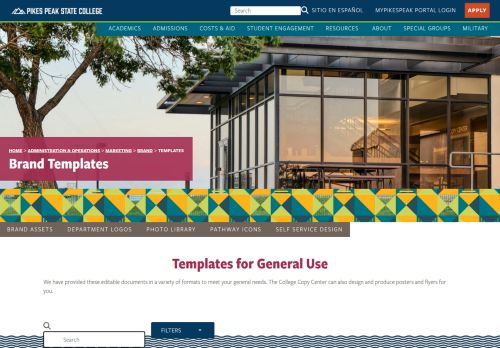 PIKES PEAK STATE COLLEGE
Search
SITIO EN ESPAÑOL
MYPIKESPEAK PORTAL LOGIN
APPLY
ACADEMICS ADMISSIONS COSTS & AID STUDENT ENGAGEMENT RESOURCES ABOUT SPECIAL GROUPS MILITARY
HOME > ADMINISTRATION & OPERATIONS > MARKETING > BRAND > TEMPLATES
Brand Templates
BRAND ASSETS DEPARTMENT LOGOS PHOTO LIBRARY PATHWAY ICONS SELF SERVICE DESIGN
Templates for General Use
We have provided these editable documents in a variety of formats to meet your general needs. The College Copy Center can also design and produce posters and flyers for
you.
Search
FILTERS